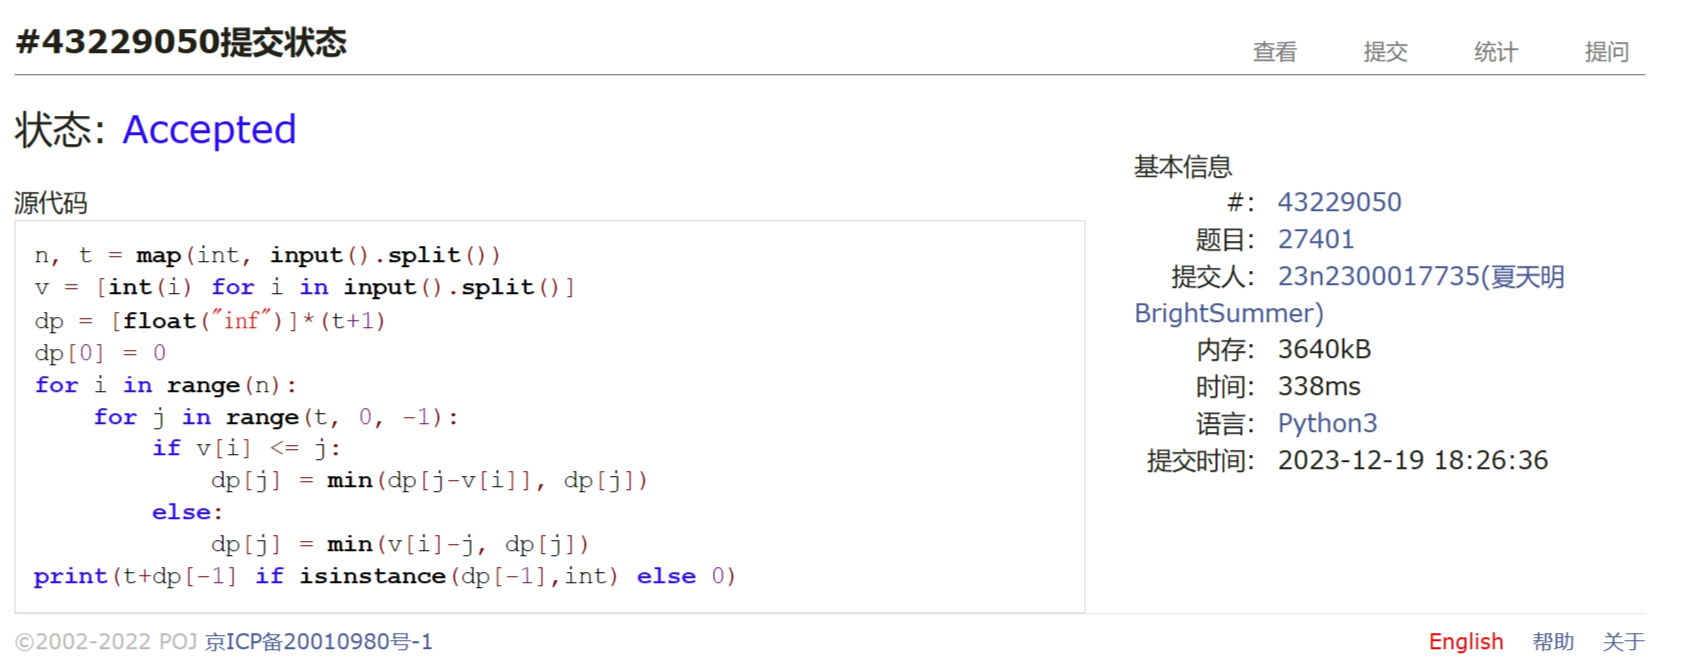 #43229050提交状态
查看 提交 统计 提问
状态: Accepted
源代码
n, t = map(int, input().split())
v = [int(i) for i in input().split()]
dp = [float("inf")]*(t+1)
dp[0] = 0
for i in range(n):
    for j in range(t, 0, -1):
        if v[i] <= j:
            dp[j] = min(dp[j-v[i]], dp[j])
        else:
            dp[j] = min(v[i]-j, dp[j])
print(t+dp[-1] if isinstance(dp[-1],int) else 0)
基本信息
#: 43229050
题目: 27401
提交人: 23n2300017735(夏天明
BrightSummer)
内存: 3640kB
时间: 338ms
语言: Python3
提交时间: 2023-12-19 18:26:36
©2002-2022 POJ 京ICP备20010980号-1
English 帮助 关于